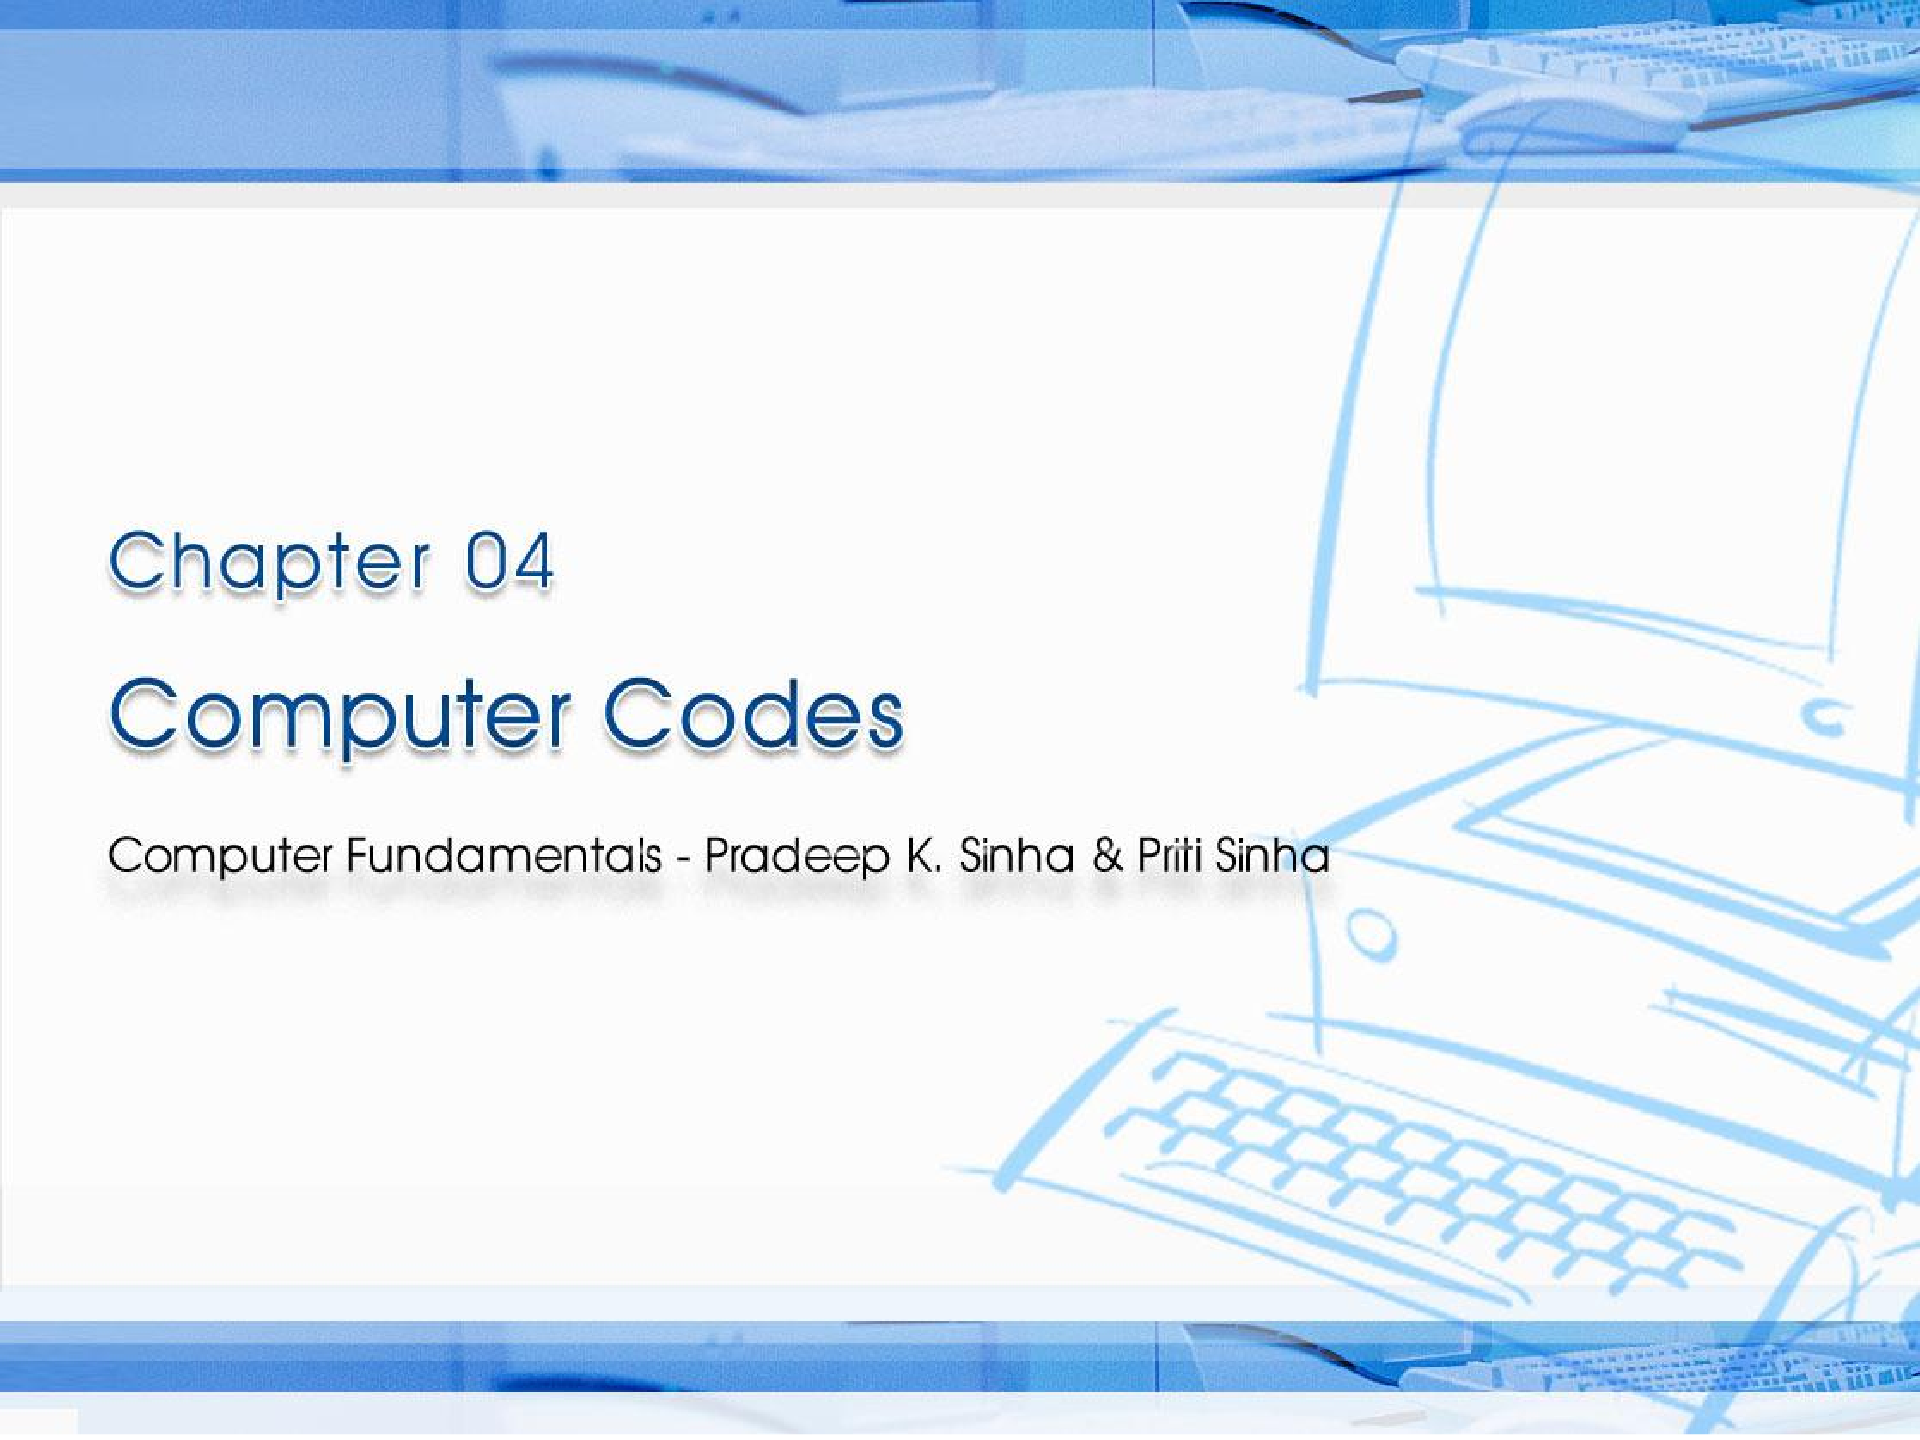 Chapter 04
Computer Codes
Computer Fundamentals - Pradeep K. Sinha & Priti Sinha